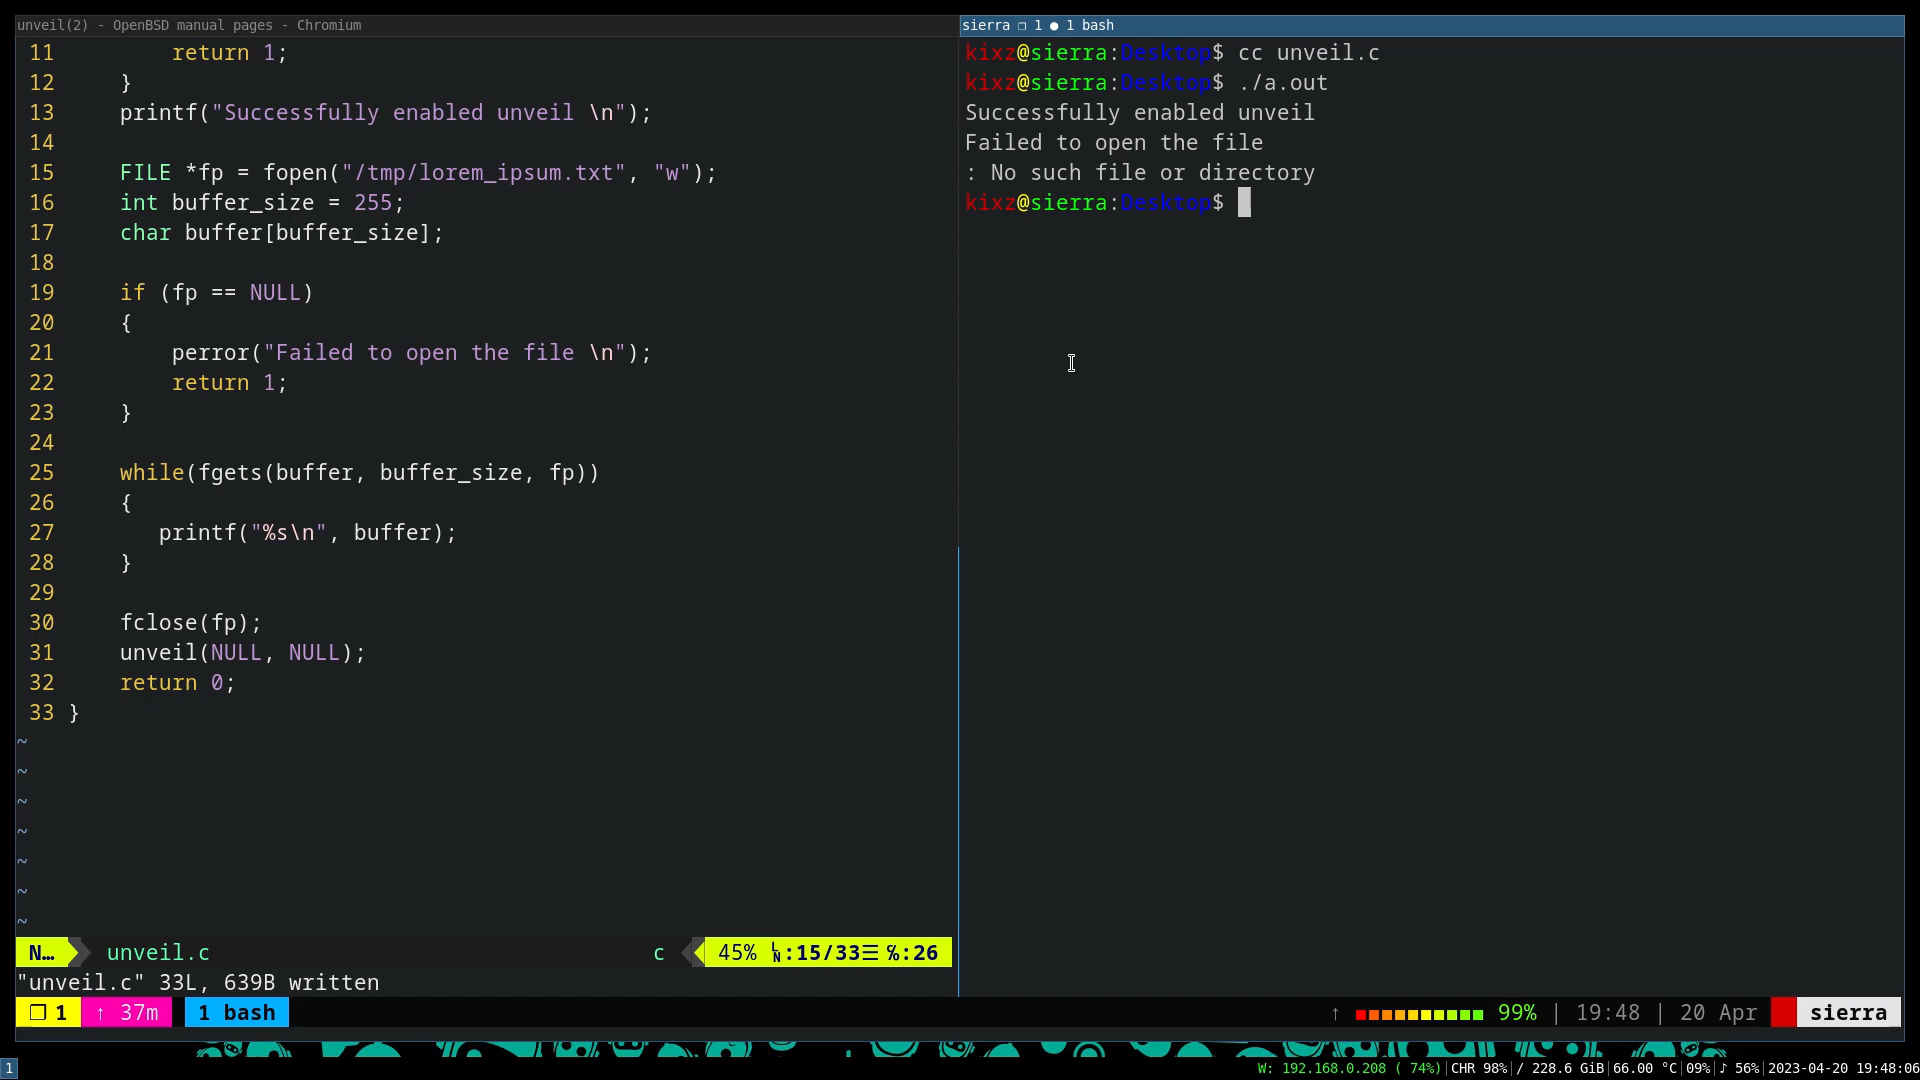 unveil(2) - OpenBSD manual pages - Chromium
11         return 1;
12     }
13     printf("Successfully enabled unveil \n");
14
15     FILE *fp = fopen("/tmp/lorem_ipsum.txt", "w");
16     int buffer_size = 255;
17     char buffer[buffer_size];
18
19     if (fp == NULL)
20     {
21         perror("Failed to open the file \n");
22         return 1;
23     }
24
25     while(fgets(buffer, buffer_size, fp))
26     {
27        printf("%s\n", buffer);
28     }
29
30     fclose(fp);
31     unveil(NULL, NULL);
32     return 0;
33 }
~
~
~
~
~
~
~
N… unveil.c c 45% ␤:15/33☰ ℅:26
"unveil.c" 33L, 639B written
sierra ❐ 1 ● 1 bash
kixz@sierra:Desktop$ cc unveil.c
kixz@sierra:Desktop$ ./a.out
Successfully enabled unveil
Failed to open the file
: No such file or directory
kixz@sierra:Desktop$
❐ 1 ↑ 37m 1 bash ↑ 99% | 19:48 | 20 Apr sierra
1 W: 192.168.0.208 ( 74%)|CHR 98%|/ 228.6 GiB|66.00 °C|09%|♪ 56%|2023-04-20 19:48:06